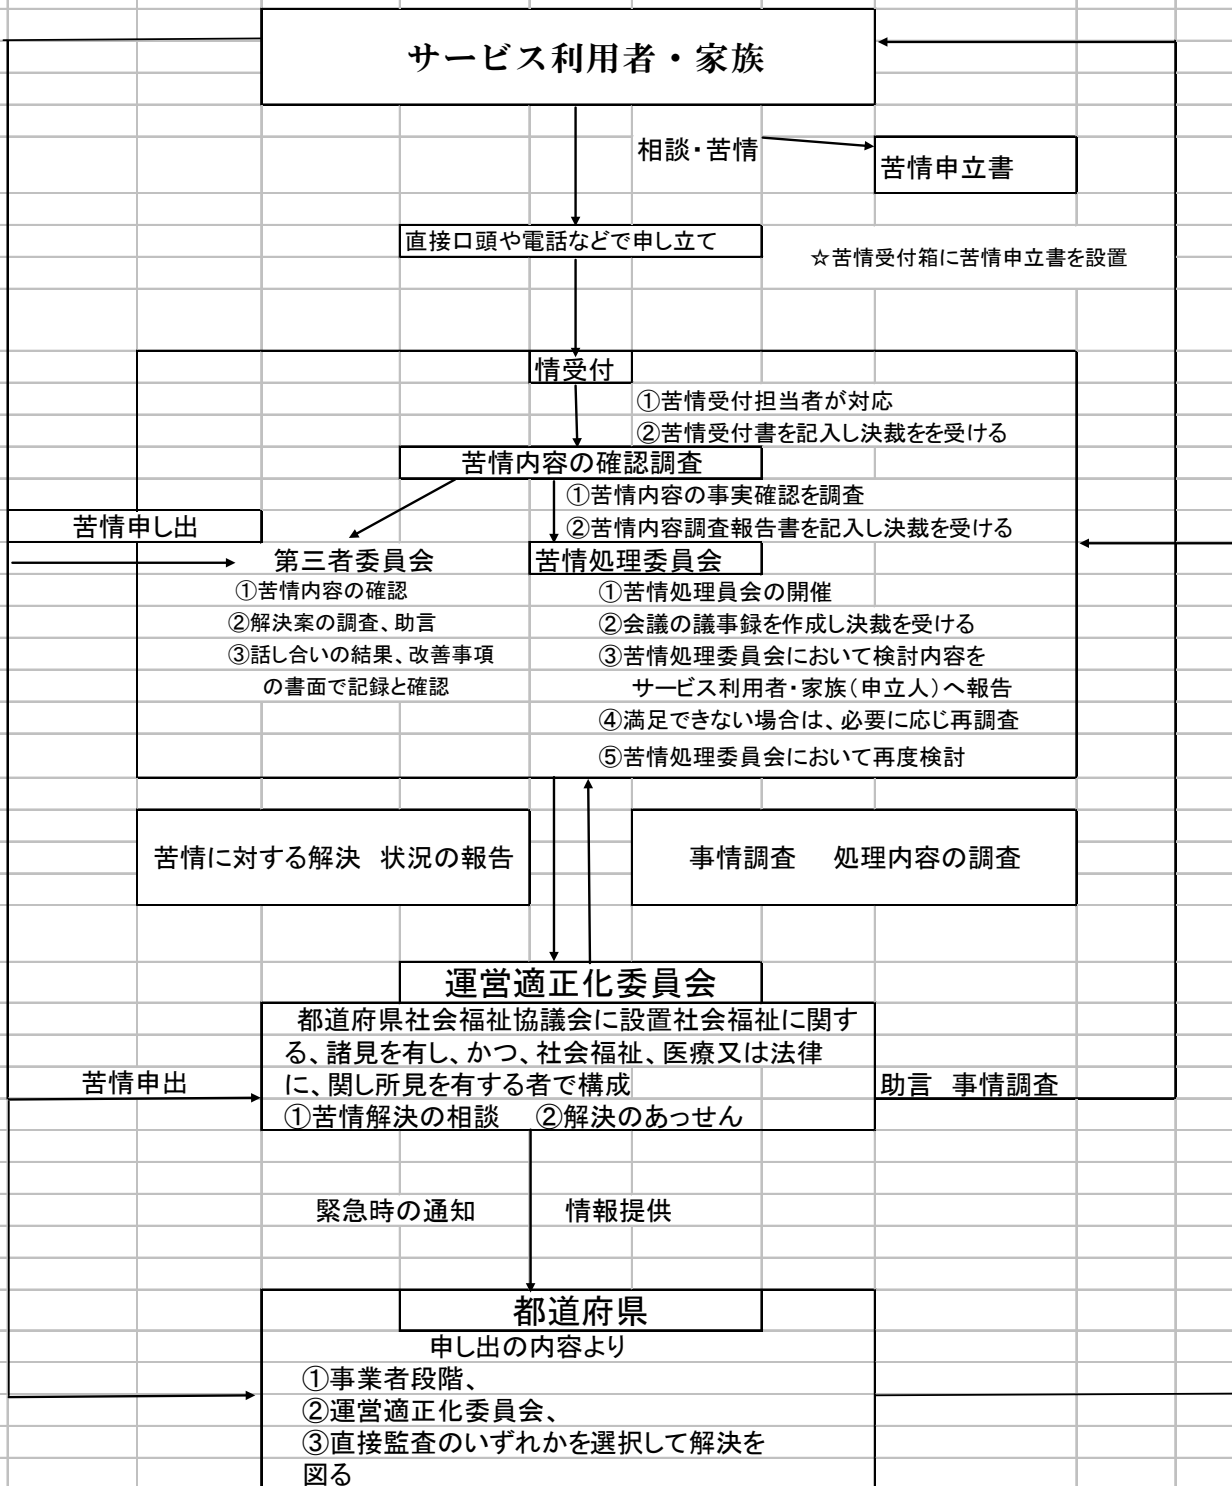 サービス利用者・家族
相談・苦情
苦情申立書
直接口頭や電話などで申し立て
☆苦情受付箱に苦情申立書を設置
情受付
①苦情受付担当者が対応
②苦情受付書を記入し決裁をを受ける
苦情内容の確認調査
①苦情内容の事実確認を調査
苦情申し出
②苦情内容調査報告書を記入し決裁を受ける
第三者委員会
①苦情内容の確認
②解決案の調査、助言
③話し合いの結果、改善事項
の書面で記録と確認
苦情処理委員会
①苦情処理員会の開催
②会議の議事録を作成し決裁を受ける
③苦情処理委員会において検討内容を
サービス利用者・家族（申立人）へ報告
④満足できない場合は、必要に応じ再調査
⑤苦情処理委員会において再度検討
苦情に対する解決　状況の報告
事情調査　処理内容の調査
運営適正化委員会
都道府県社会福祉協議会に設置社会福祉に関す
る、諸見を有し、かつ、社会福祉、医療又は法律
に、関し所見を有する者で構成
①苦情解決の相談　②解決のあっせん
苦情申出
助言　事情調査
緊急時の通知
情報提供
都道府県
申し出の内容より
①事業者段階、
②運営適正化委員会、
③直接監査のいずれかを選択して解決を
図る